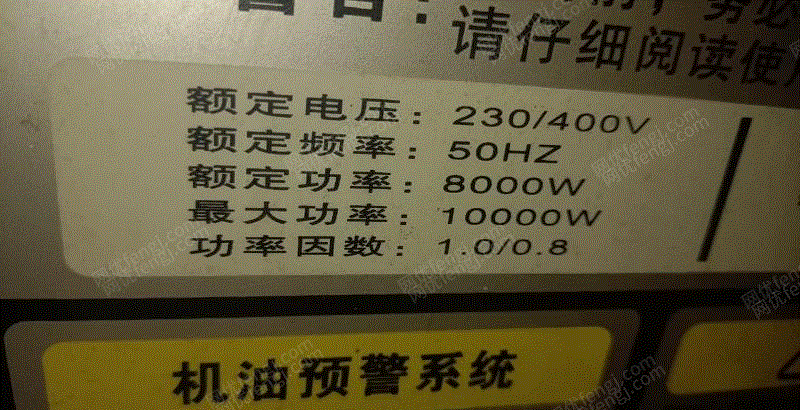 请仔细阅读使
额定电压：230/400V
额定频率：50HZ
额定功率：8000W
最大功率：10000W
功率因数：1.0/0.8
机油预警系统